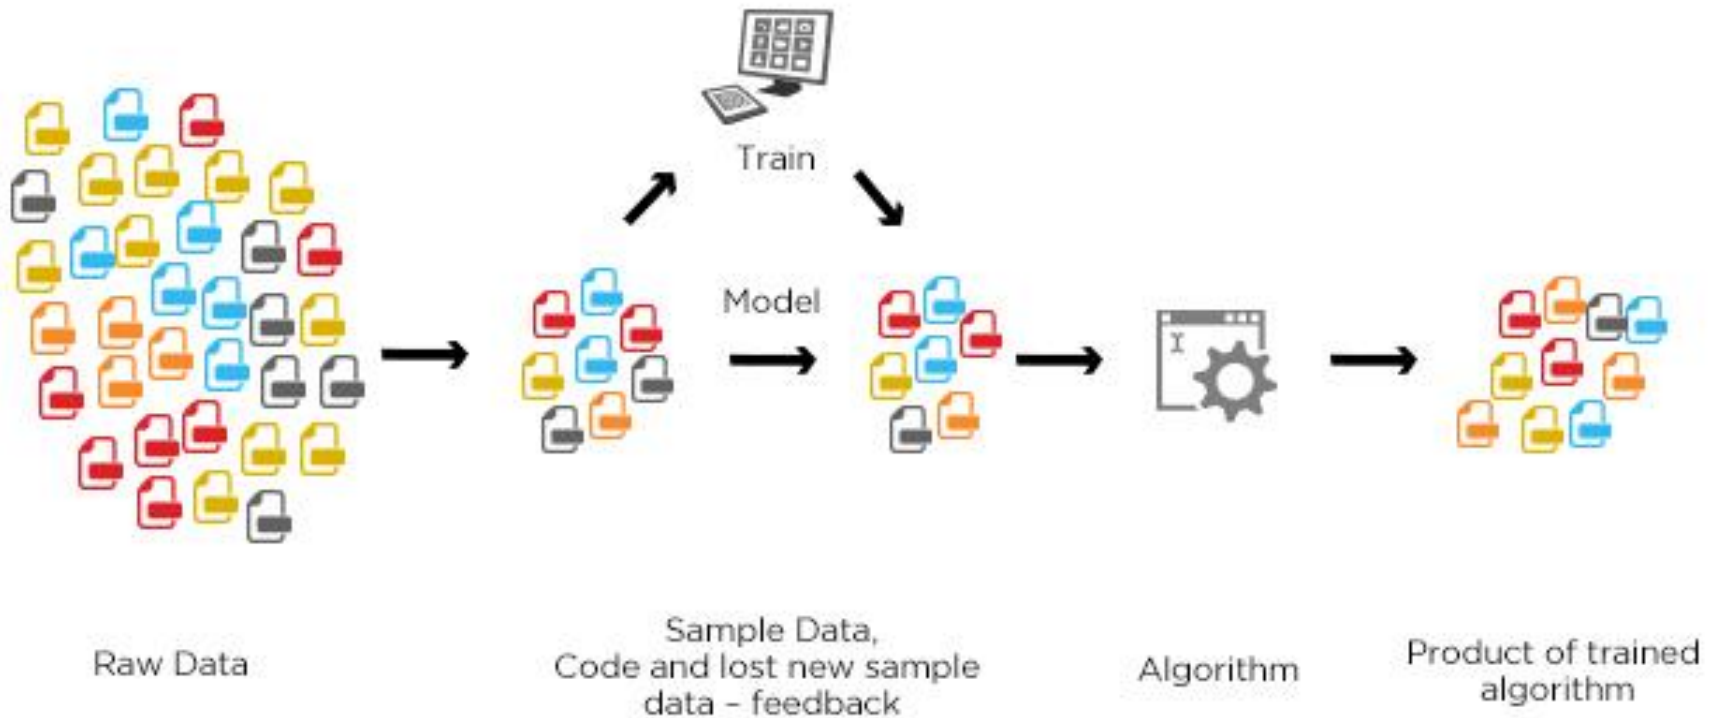 Train
Model
Raw Data
Sample Data,
Code and lost new sample
data – feedback
Algorithm
Product of trained
algorithm